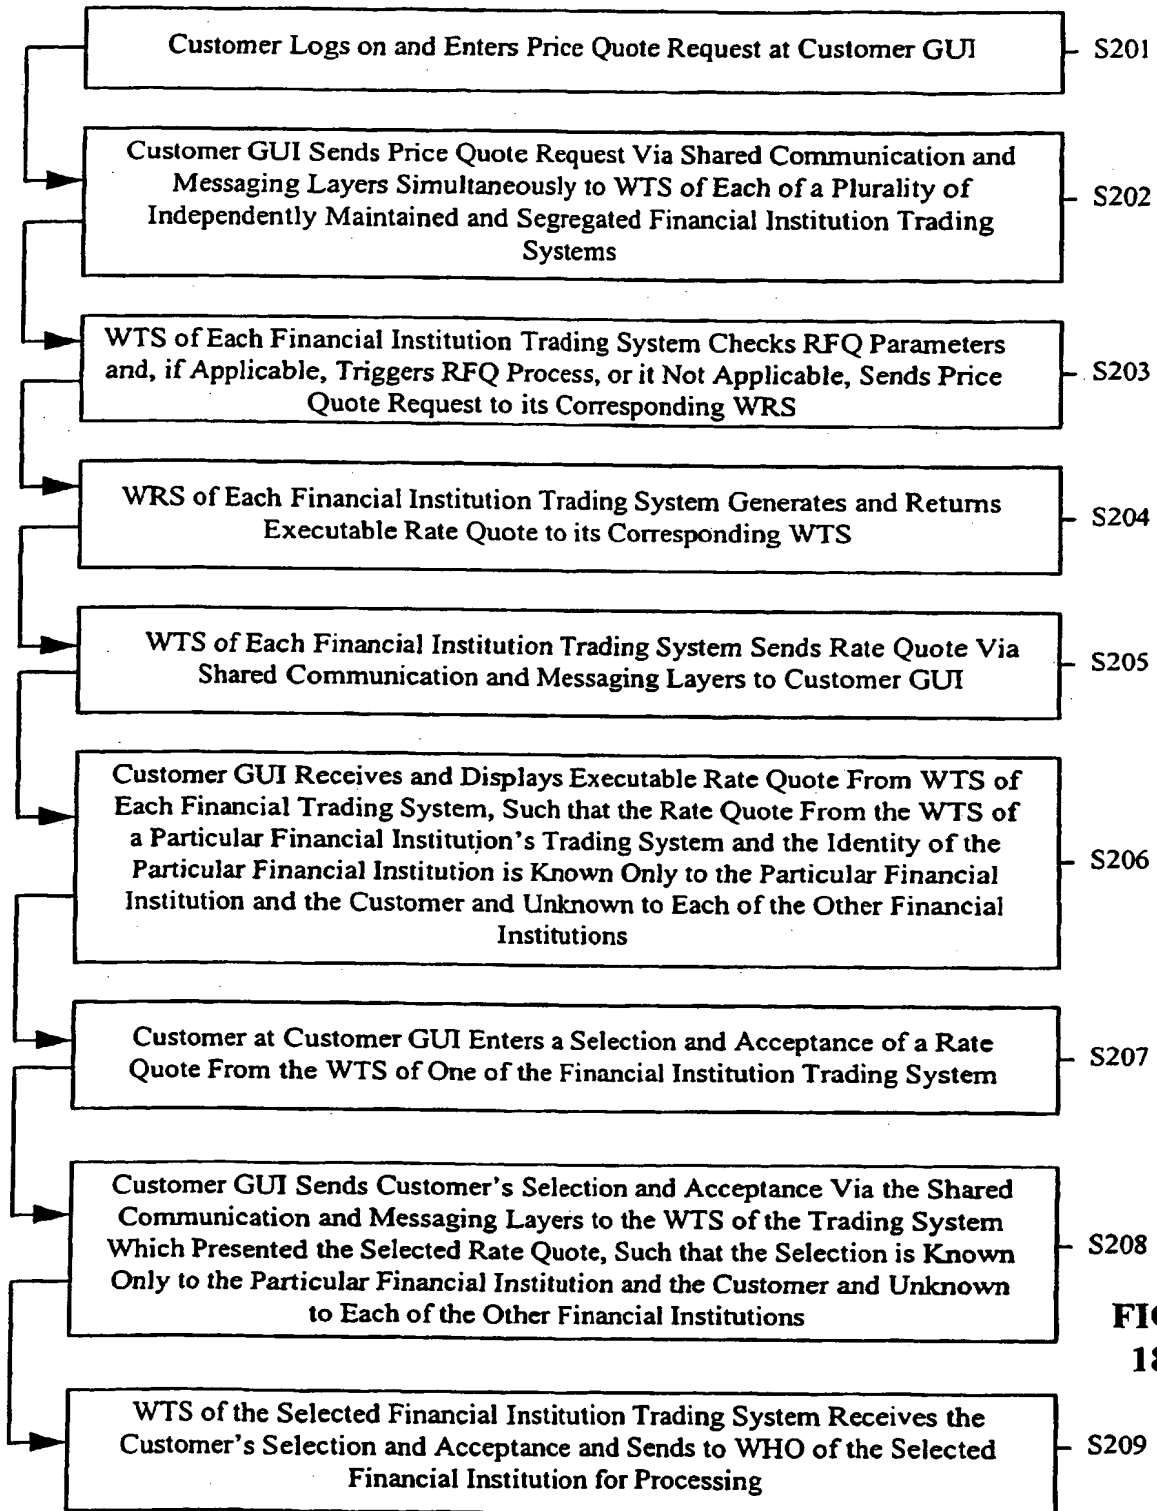 Customer Logs on and Enters Price Quote Request at Customer GUI
S201
Customer GUI Sends Price Quote Request Via Shared Communication and
Messaging Layers Simultaneously to WTS of Each of a Plurality of
Independently Maintained and Segregated Financial Institution Trading
Systems
S202
WTS of Each Financial Institution Trading System Checks RFQ Parameters
and, if Applicable, Triggers RFQ Process, or it Not Applicable, Sends Price
Quote Request to its Corresponding WRS
S203
WRS of Each Financial Institution Trading System Generates and Returns
Executable Rate Quote to its Corresponding WTS
S204
WTS of Each Financial Institution Trading System Sends Rate Quote Via
Shared Communication and Messaging Layers to Customer GUI
S205
Customer GUI Receives and Displays Executable Rate Quote From WTS of
Each Financial Trading System, Such that the Rate Quote From the WTS of
a Particular Financial Institution's Trading System and the Identity of the
Particular Financial Institution is Known Only to the Particular Financial
Institution and the Customer and Unknown to Each of the Other Financial
Institutions
S206
Customer at Customer GUI Enters a Selection and Acceptance of a Rate
Quote From the WTS of One of the Financial Institution Trading System
S207
Customer GUI Sends Customer's Selection and Acceptance Via the Shared
Communication and Messaging Layers to the WTS of the Trading System
Which Presented the Selected Rate Quote, Such that the Selection is Known
Only to the Particular Financial Institution and the Customer and Unknown
to Each of the Other Financial Institutions
S208
WTS of the Selected Financial Institution Trading System Receives the
Customer's Selection and Acceptance and Sends to WHO of the Selected
Financial Institution for Processing
S209